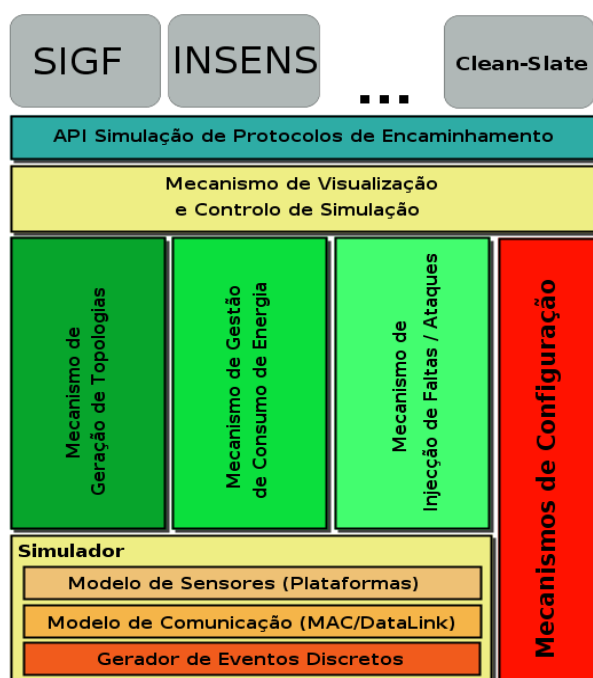 SIGF
INSENS
...
Clean-Slate
API Simulação de Protocolos de Encaminhamento
Mecanismo de Visualização
e Controlo de Simulação
Mecanismo de
Geração de Topologias
Mecanismo de Gestão
de Consumo de Energia
Mecanismo de
Injecção de Faltas / Ataques
Mecanismos de Configuração
Simulador
Modelo de Sensores (Plataformas)
Modelo de Comunicação (MAC/DataLink)
Gerador de Eventos Discretos